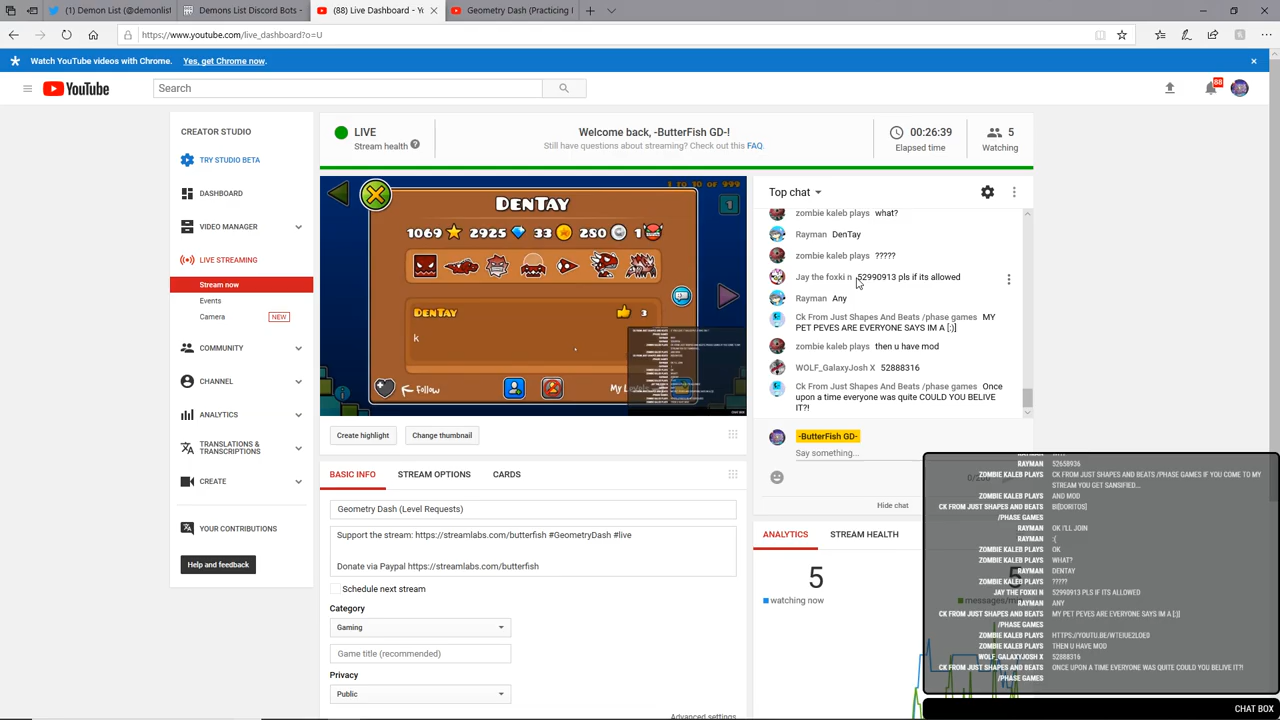 (1) Demon List (@demonlist
Demons List Discord Bots -
(88) Live Dashboard - Y
Geometry Dash (Practicing I
https://www.youtube.com/live_dashboard?o=U
Watch YouTube videos with Chrome. Yes, get Chrome now.
YouTube
Search
88
CREATOR STUDIO
TRY STUDIO BETA
DASHBOARD
VIDEO MANAGER
LIVE STREAMING
Stream now
Events
Camera NEW
COMMUNITY
CHANNEL
ANALYTICS
TRANSLATIONS &
TRANSCRIPTIONS
CREATE
YOUR CONTRIBUTIONS
Help and feedback
LIVE
Stream health
Welcome back, -ButterFish GD-!
Still have questions about streaming? Check out this FAQ.
00:26:39
Elapsed time
5
Watching
1 TO 30 OF 999
DENTAY
1069 2925 33 280 1
1
DENTAY 3
k
Follow
Create highlight
Change thumbnail
BASIC INFO STREAM OPTIONS CARDS
Geometry Dash (Level Requests)
Support the stream: https://streamlabs.com/butterfish #GeometryDash #live
Donate via Paypal https://streamlabs.com/butterfish
Schedule next stream
Category
Gaming
Game title (recommended)
Privacy
Public
Advanced settings
Top chat
zombie kaleb plays what?
Rayman DenTay
zombie kaleb plays ?????
Jay the foxki n 52990913 pls if its allowed
Rayman Any
Ck From Just Shapes And Beats /phase games MY
PET PEVES ARE EVERYONE SAYS IM A [:)]
zombie kaleb plays then u have mod
WOLF_GalaxyJosh X 52888316
Ck From Just Shapes And Beats /phase games Once
upon a time everyone was quite COULD YOU BELIVE
IT?!
-ButterFish GD-
Say something...
Hide chat
ANALYTICS STREAM HEALTH
5
watching now
RAYMAN 52658936
ZOMBIE KALEB PLAYS CK FROM JUST SHAPES AND BEATS /PHASE GAMES IF YOU COME TO MY
STREAM YOU GET SANSIFIED...
ZOMBIE KALEB PLAYS AND MOD
CK FROM JUST SHAPES AND BEATS BI[DORITOS]
/PHASE GAMES
RAYMAN OK I'LL JOIN
RAYMAN :(
ZOMBIE KALEB PLAYS OK
ZOMBIE KALEB PLAYS WHAT?
RAYMAN DENTAY
ZOMBIE KALEB PLAYS ?????
JAY THE FOXKI N 52990913 PLS IF ITS ALLOWED
RAYMAN ANY
CK FROM JUST SHAPES AND BEATS MY PET PEVES ARE EVERYONE SAYS IM A [:)]
/PHASE GAMES
ZOMBIE KALEB PLAYS
ZOMBIE KALEB PLAYS THEN U HAVE MOD
WOLF_GALAXYJOSH X 52888316
CK FROM JUST SHAPES AND BEATS ONCE UPON A TIME EVERYONE WAS QUITE COULD YOU BELIVE IT?!
/PHASE GAMES
CHAT BOX